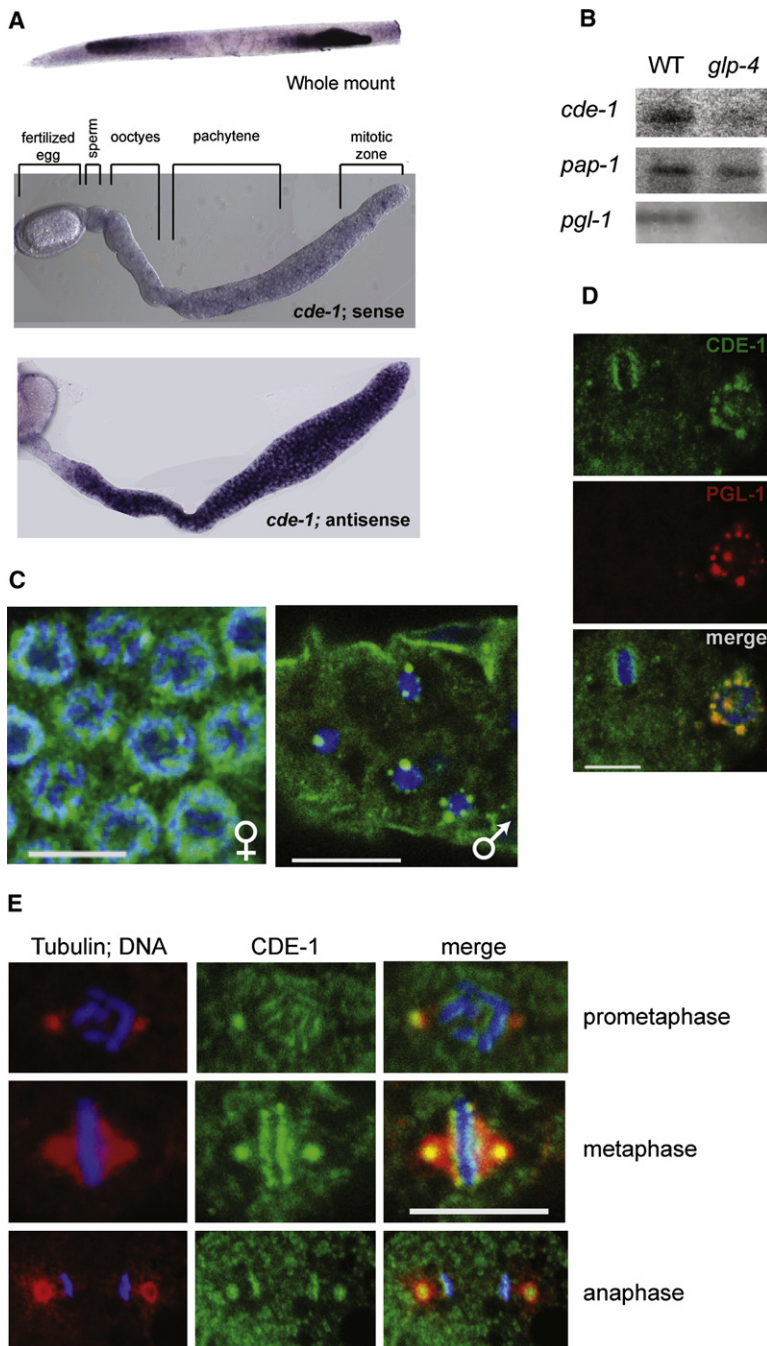 A
Whole mount
fertilized egg
sperm
ooctyes
pachytene
mitotic zone
cde-1; sense
cde-1; antisense
B
WT glp-4
cde-1
pap-1
pgl-1
C
♀
♂
D
CDE-1
PGL-1
merge
E
Tubulin; DNA CDE-1 merge
prometaphase
metaphase
anaphase